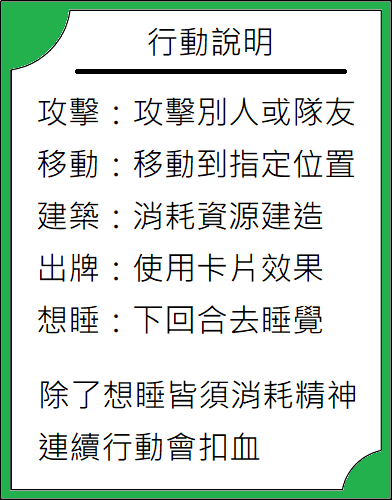 行動說明
攻擊：攻擊別人或隊友
移動：移動到指定位置
建築：消耗資源建造
出牌：使用卡片效果
想睡：下回合去睡覺
除了想睡皆須消耗精神
連續行動會扣血